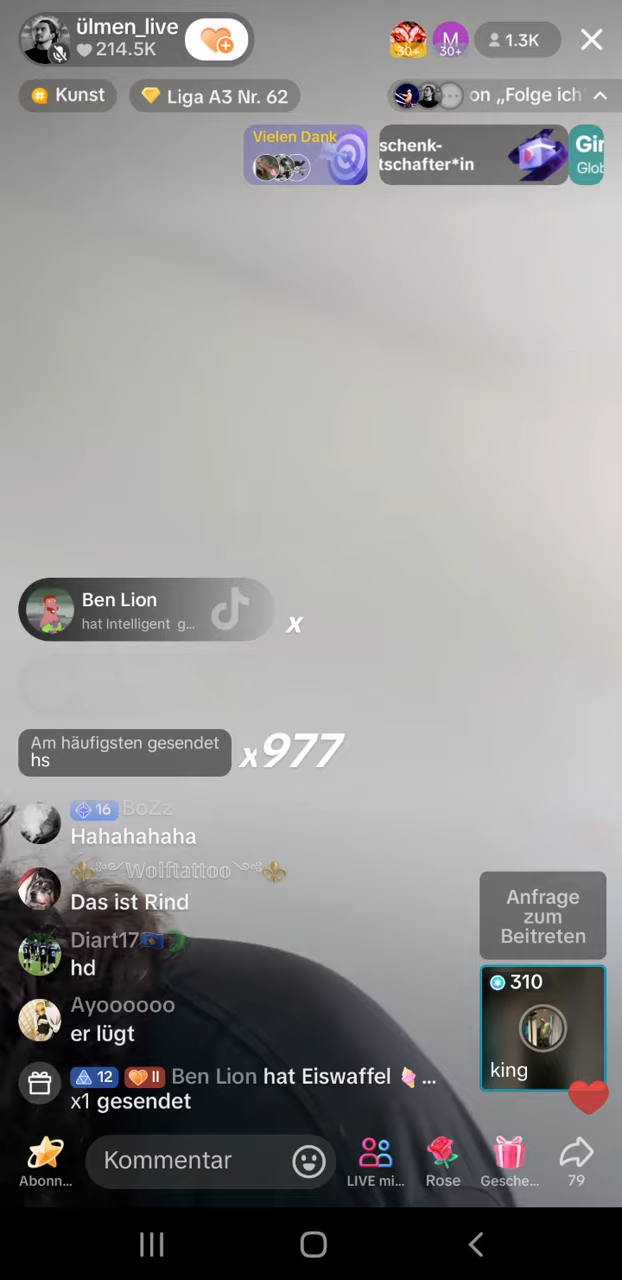 ülmen_live
214.5K
30+
M
30+
1.3K
Kunst
Liga A3 Nr. 62
on „Folge ich
Vielen Dank
schenk-
tschafter*in
Gir
Glob
Ben Lion
hat Intelligent g...
x
Am häufigsten gesendet
hs
x977
16 BoZz
Hahahahaha
Wolftattoo
Das ist Rind
Diart17
hd
Ayoooooo
er lügt
12 II Ben Lion hat Eiswaffel ...
x1 gesendet
Anfrage
zum
Beitreten
310
king
Abonn...
Kommentar
LIVE mi...
Rose
Gesche...
79